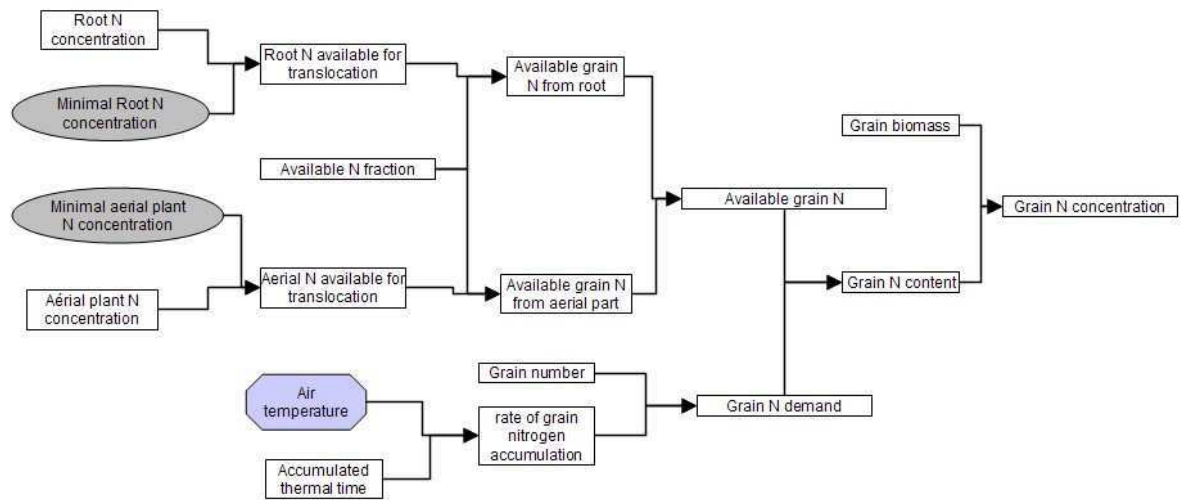 Root N
concentration
Root N available for
translocation
Available grain
N from root
Minimal Root N
concentration
Grain biomass
Available N fraction
Minimal aerial plant
N concentration
Available grain N
Grain N concentration
Aerial N available for
translocation
Available grain N
from aerial part
Grain N content
Aérial plant N
concentration
Grain number
Air
temperature
Grain N demand
rate of grain
nitrogen
accumulation
Accumulated
thermal time